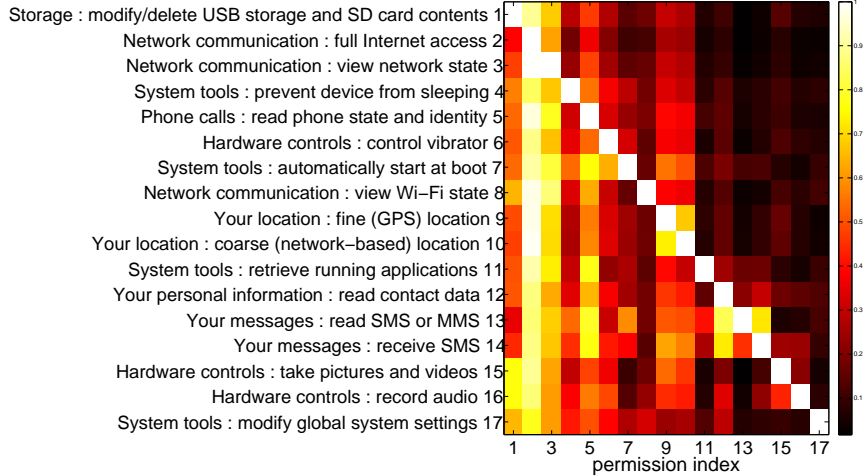 Storage : modify/delete USB storage and SD card contents 1
Network communication : full Internet access 2
Network communication : view network state 3
System tools : prevent device from sleeping 4
Phone calls : read phone state and identity 5
Hardware controls : control vibrator 6
System tools : automatically start at boot 7
Network communication : view Wi−Fi state 8
Your location : fine (GPS) location 9
Your location : coarse (network−based) location 10
System tools : retrieve running applications 11
Your personal information : read contact data 12
Your messages : read SMS or MMS 13
Your messages : receive SMS 14
Hardware controls : take pictures and videos 15
Hardware controls : record audio 16
System tools : modify global system settings 17
1 3 5 7 9 11 13 15 17
permission index
1
0.9
0.8
0.7
0.6
0.5
0.4
0.3
0.2
0.1